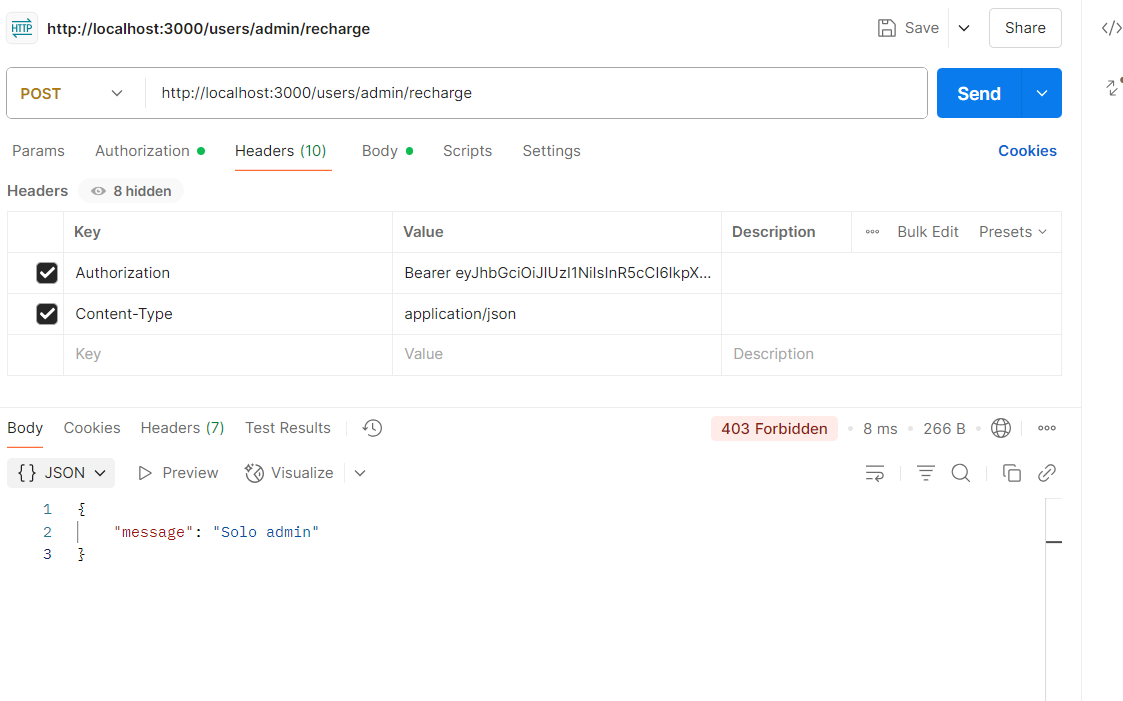 HTTP http://localhost:3000/users/admin/recharge Save Share
POST http://localhost:3000/users/admin/recharge Send
Params Authorization Headers (10) Body Scripts Settings Cookies
Headers 8 hidden
Key Value Description Bulk Edit Presets
Authorization Bearer eyJhbGciOiJIUzI1NiIsInR5cCI6IkpX...
Content-Type application/json
Key Value Description
Body Cookies Headers (7) Test Results 403 Forbidden 8 ms 266 B
{} JSON Preview Visualize
1 {
2 "message": "Solo admin"
3 }